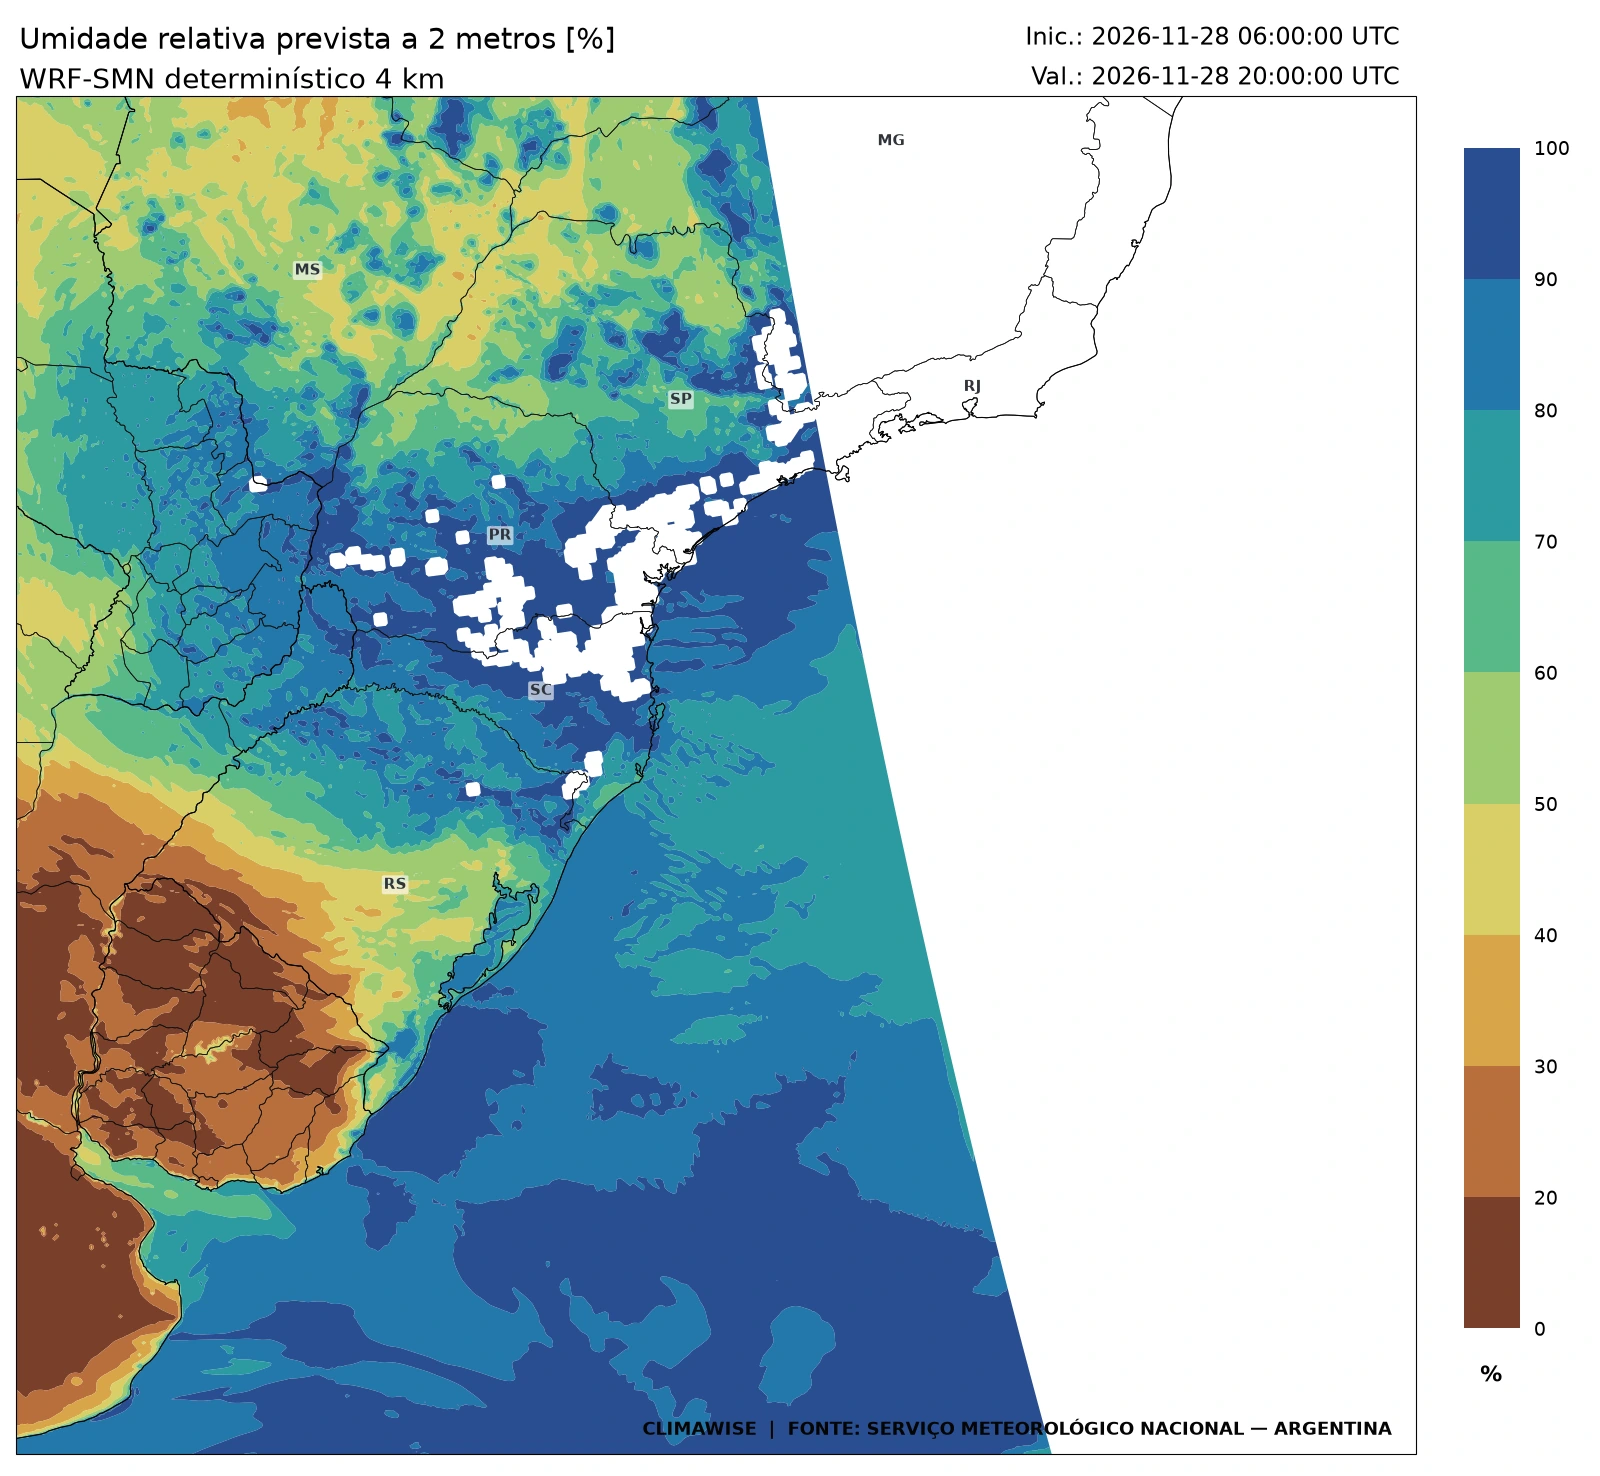 Umidade relativa prevista a 2 metros [%]
WRF-SMN determinístico 4 km
Inic.: 2026-11-28 06:00:00 UTC
Val.: 2026-11-28 20:00:00 UTC
MG
MS
RJ
SP
PR
SC
RS
100
90
80
70
60
50
40
30
20
0
%
CLIMAWISE | FONTE: SERVIÇO METEOROLÓGICO NACIONAL — ARGENTINA